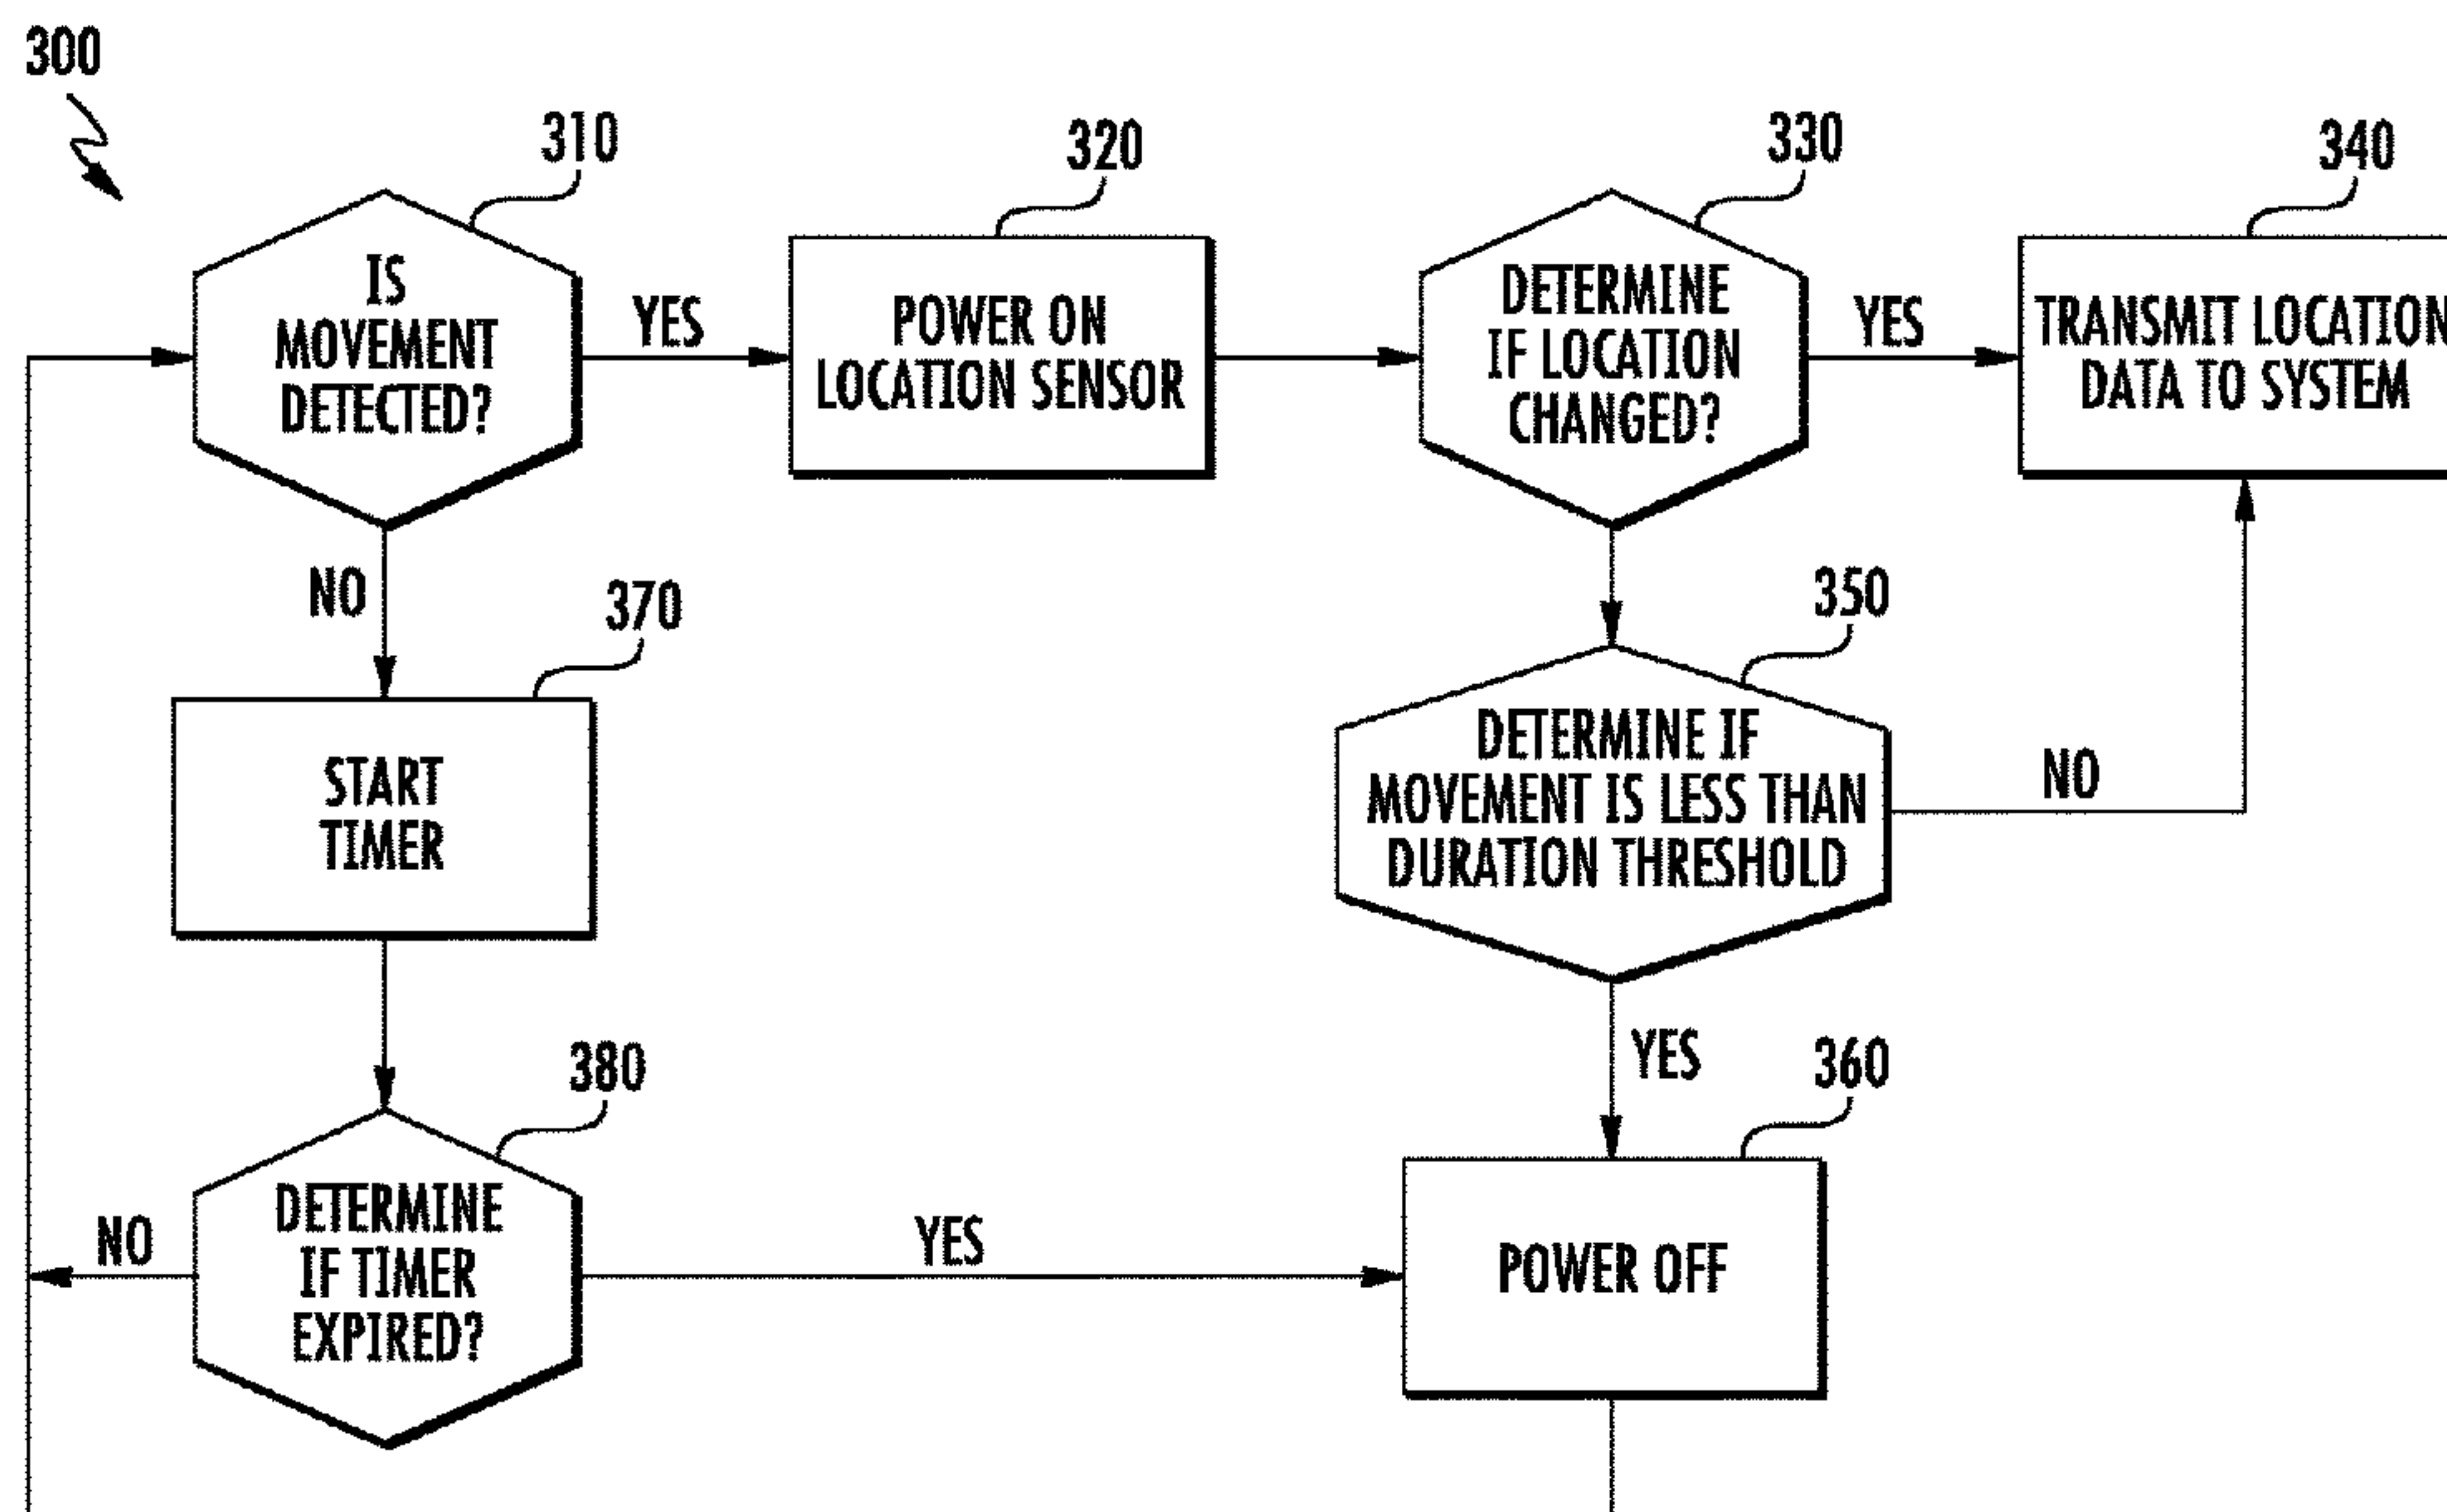 300
310
IS
MOVEMENT
DETECTED?
YES
320
POWER ON
LOCATION SENSOR
330
DETERMINE
IF LOCATION
CHANGED?
YES
340
TRANSMIT LOCATION
DATA TO SYSTEM
NO
370
START
TIMER
350
DETERMINE IF
MOVEMENT IS LESS THAN
DURATION THRESHOLD
NO
YES
380
DETERMINE
IF TIMER
EXPIRED?
NO
YES
360
POWER OFF